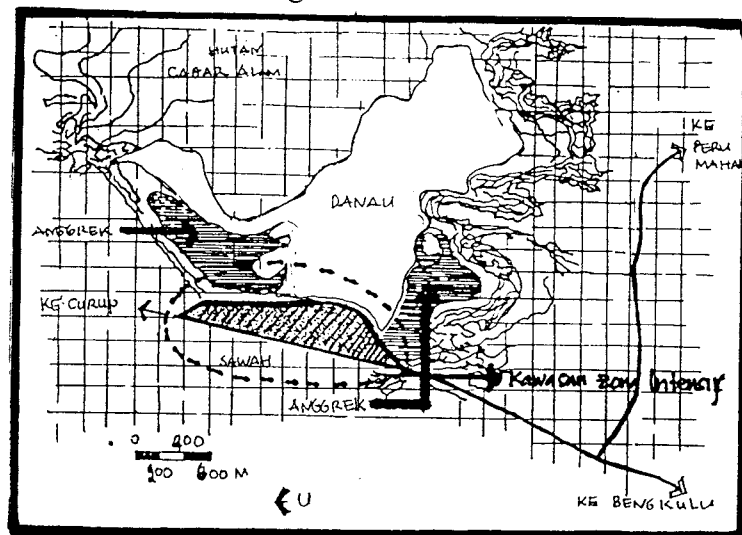 HUTAN
CAGAR ALAM
KE
PERU
MAHAN
DANAU
ANGGREK
KE CURUP
SAWAH
KAWASAN ZONA Intensif
ANGGREK
0 200
600 M
U
KE BENGKULU